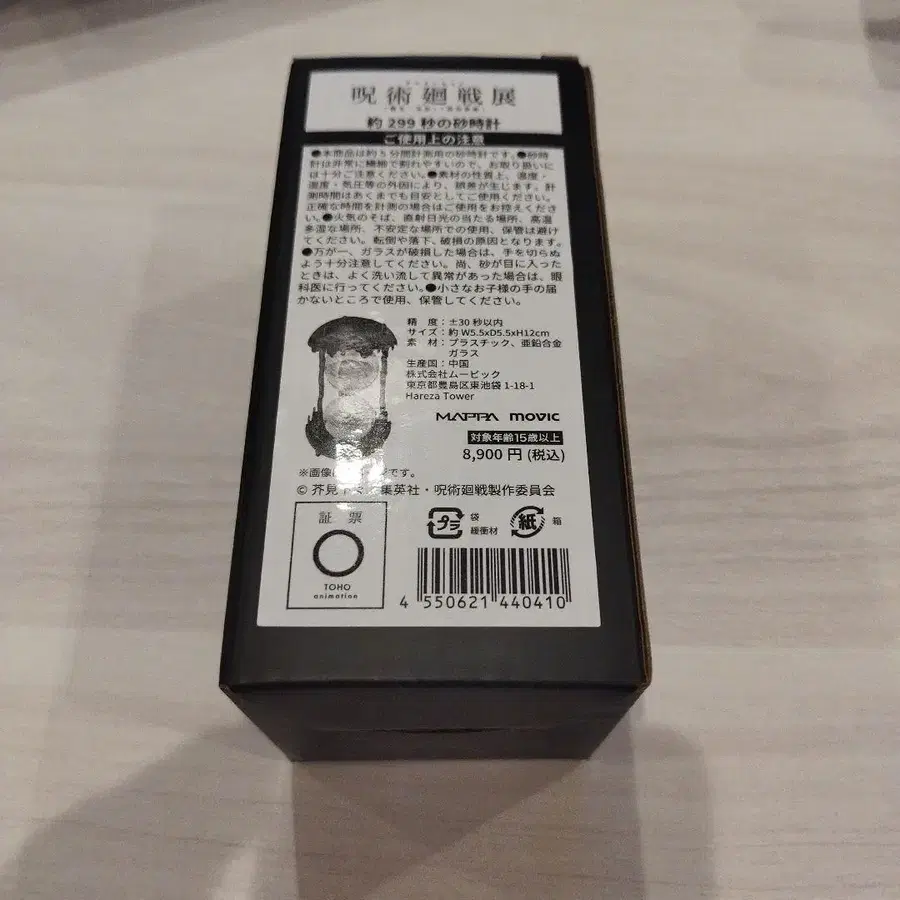 呪術廻戦展
約 299 秒の砂時計
ご使用上の注意
●本商品は約５分間計測用の砂時計です。●砂時
計は非常に繊細で割れやすいので、お取り扱いに
は十分ご注意ください。●素材の性質上、温度・
湿度・気圧等の外因により、誤差が生じます。計
測時間はあくまでも目安としてご使用ください。
正確な時間を計測の場合はご使用をお控えくださ
い。●火気のそば、直射日光の当たる場所、高温
多湿な場所、不安定な場所での使用、保管は避け
てください。転倒や落下、破損の原因となります。
●万が一、ガラスが破損した場合は、手を切らぬ
よう十分注意してください。尚、砂が目に入った
ときは、よく洗い流して異常があった場合は、眼
科医に行ってください。●小さなお子様の手の届
かないところで使用、保管してください。
精　度：±30 秒以内
サイズ：約 W5.5xD5.5xH12cm
素　材：プラスチック、亜鉛合金
ガラス
生産国：中国
株式会社ムービック
東京都豊島区東池袋 1-18-1
Hareza Tower
MAPPA movic
対象年齢15歳以上
8,900 円 (税込)
※画像は です。
© 芥見 集英社・呪術廻戦製作委員会
証 票
TOHO
animation
プラ
袋
緩衝材
紙
箱
4 550621 440410